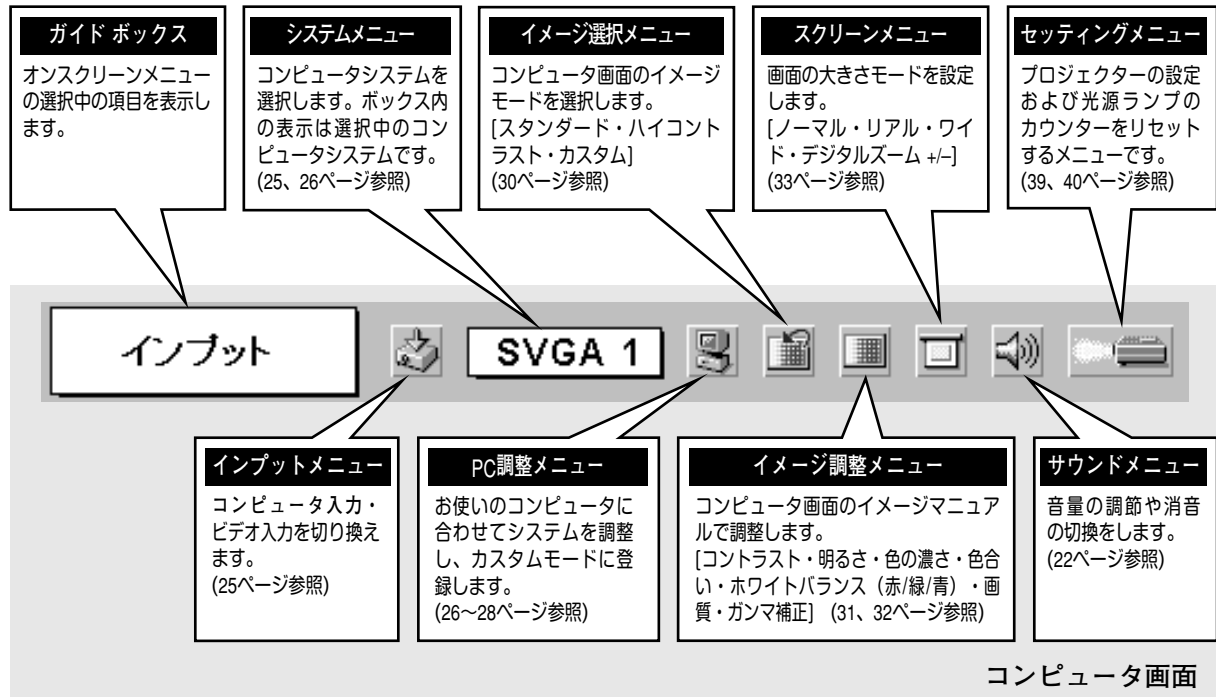 ガイド ボックス
オンスクリーンメニュー
の選択中の項目を表示し
ます。
システムメニュー
コンピュータシステムを
選択します。ボックス内
の表示は選択中のコン
ピュータシステムです。
(25、26ページ参照)
イメージ選択メニュー
コンピュータ画面のイメージ
モードを選択します。
[スタンダード・ハイコント
ラスト・カスタム]
(30ページ参照)
スクリーンメニュー
画面の大きさモードを設定
します。
[ノーマル・リアル・ワイ
ド・デジタルズーム +/–]
(33ページ参照)
セッティングメニュー
プロジェクターの設定
および光源ランプの
カウンターをリセット
するメニューです。
(39、40ページ参照)
インプット
SVGA 1
インプットメニュー
コンピュータ入力・
ビデオ入力を切り換え
ます。
(25ページ参照)
PC調整メニュー
お使いのコンピュータに
合わせてシステムを調整
し、カスタムモードに登
録します。
(26〜28ページ参照)
イメージ調整メニュー
コンピュータ画面のイメージマニュア
ルで調整します。
[コントラスト・明るさ・色の濃さ・色合
い・ホワイトバランス（赤/緑/青）・画
質・ガンマ補正] (31、32ページ参照)
サウンドメニュー
音量の調節や消音
の切換をします。
(22ページ参照)
コンピュータ画面